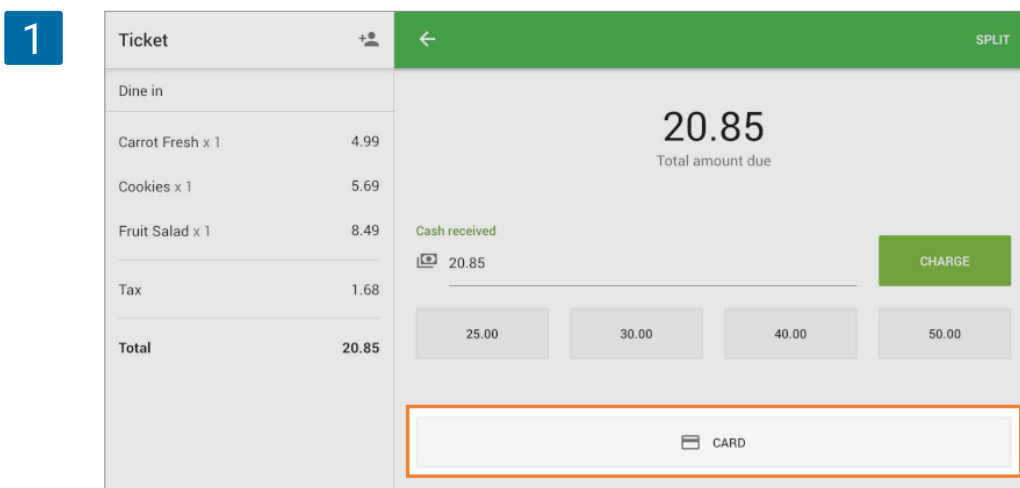 1
Ticket
SPLIT
Dine in
Carrot Fresh x 1 4.99
Cookies x 1 5.69
Fruit Salad x 1 8.49
Tax 1.68
Total 20.85
20.85
Total amount due
Cash received
20.85
CHARGE
25.00 30.00 40.00 50.00
CARD